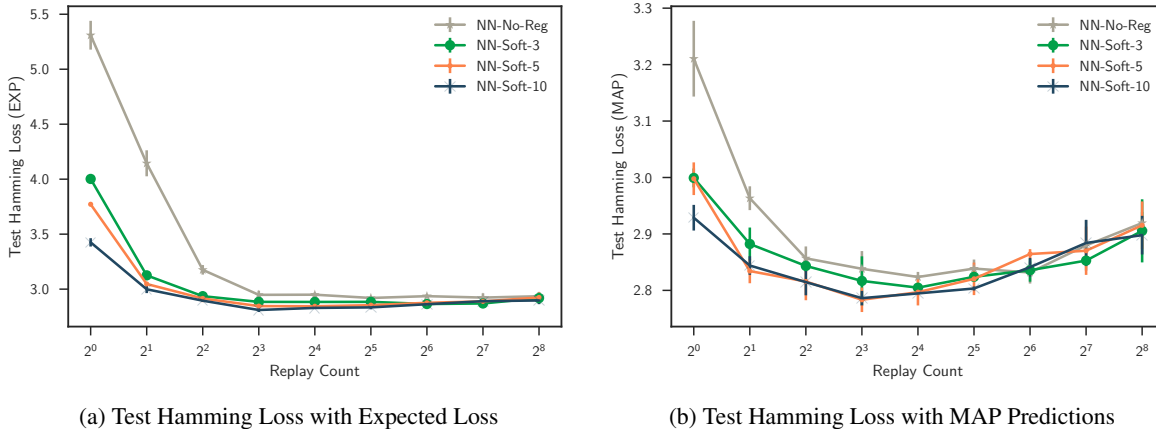 5.5
5.0
4.5
4.0
3.5
3.0
Test Hamming Loss (EXP)
NN-No-Reg
NN-Soft-3
NN-Soft-5
NN-Soft-10
2^0 2^1 2^2 2^3 2^4 2^5 2^6 2^7 2^8
Replay Count
(a) Test Hamming Loss with Expected Loss
3.3
3.2
3.1
3.0
2.9
2.8
Test Hamming Loss (MAP)
NN-No-Reg
NN-Soft-3
NN-Soft-5
NN-Soft-10
2^0 2^1 2^2 2^3 2^4 2^5 2^6 2^7 2^8
Replay Count
(b) Test Hamming Loss with MAP Predictions